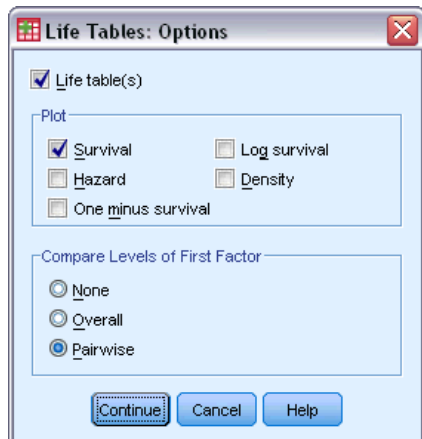 Life Tables: Options
Life table(s)
Plot
Survival Log survival
Hazard Density
One minus survival
Compare Levels of First Factor
None
Overall
Pairwise
Continue Cancel Help